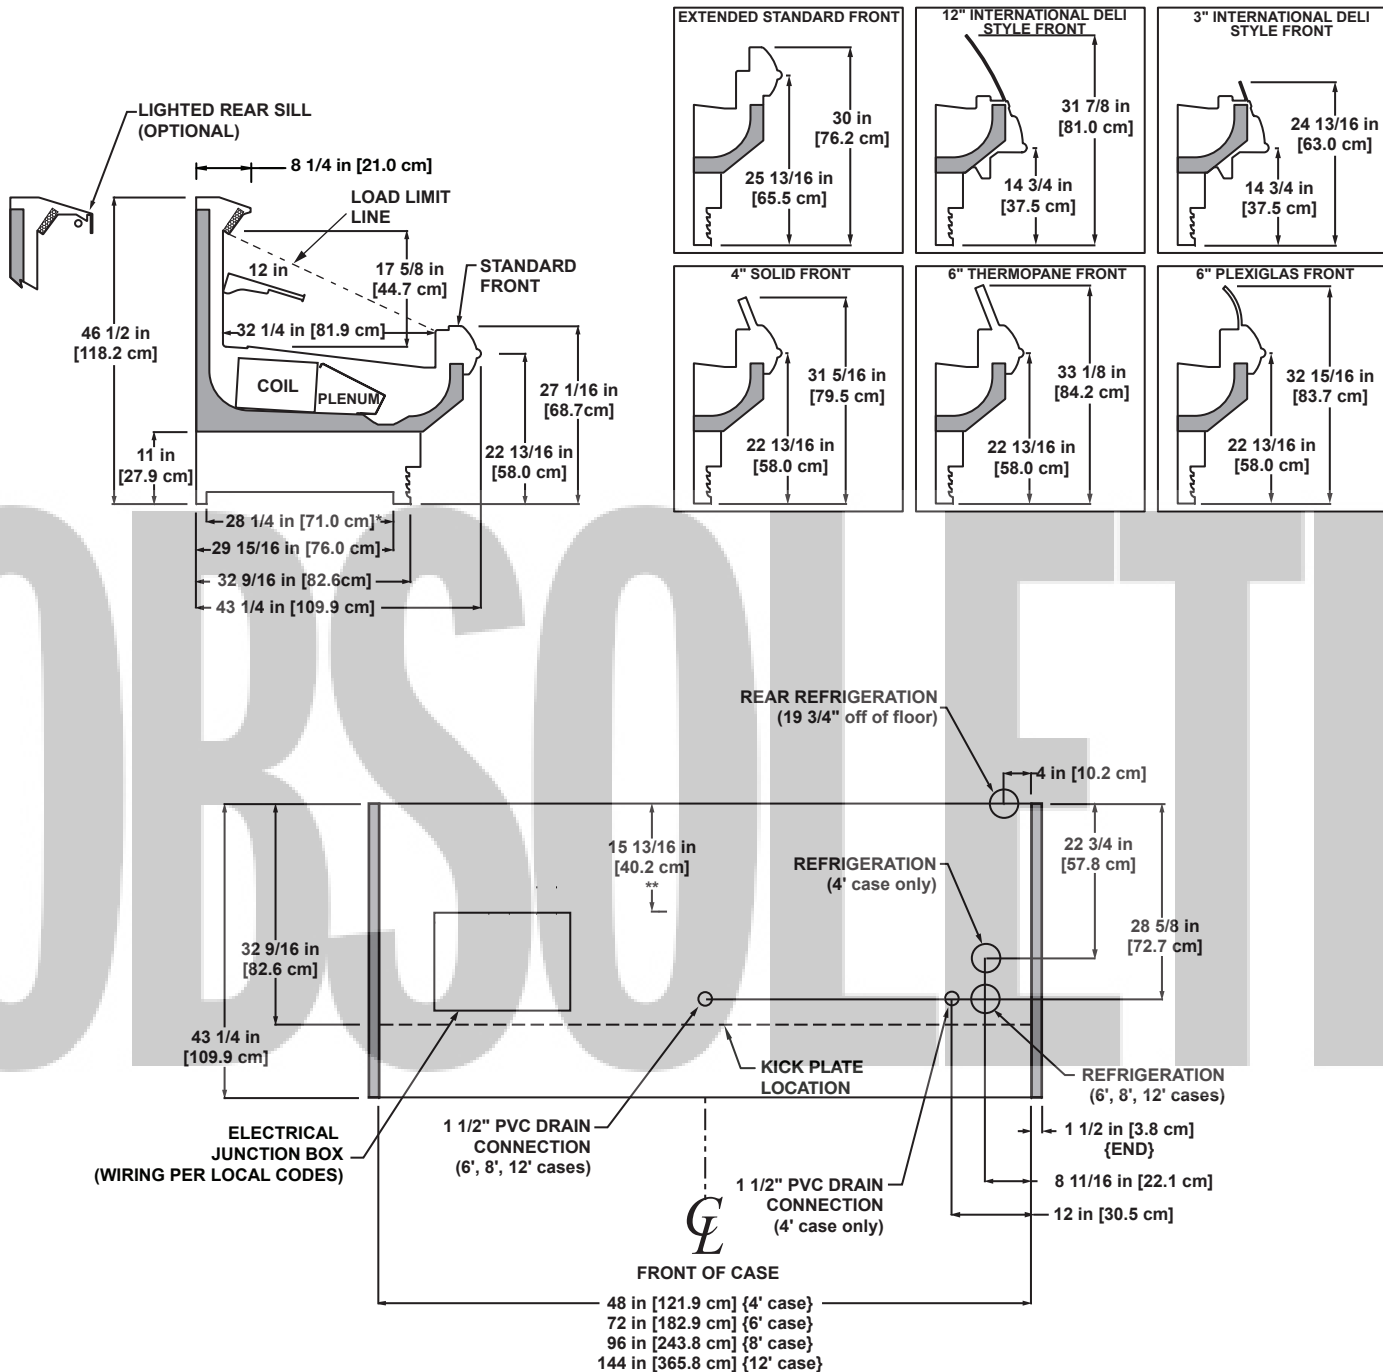 EXTENDED STANDARD FRONT
30 in
[76.2 cm]
25 13/16 in
[65.5 cm]
12" INTERNATIONAL DELI
STYLE FRONT
31 7/8 in
[81.0 cm]
14 3/4 in
[37.5 cm]
3" INTERNATIONAL DELI
STYLE FRONT
24 13/16 in
[63.0 cm]
14 3/4 in
[37.5 cm]
LIGHTED REAR SILL
(OPTIONAL)
8 1/4 in [21.0 cm]
LOAD LIMIT
LINE
12 in
17 5/8 in
[44.7 cm]
STANDARD
FRONT
46 1/2 in
[118.2 cm]
32 1/4 in [81.9 cm]
COIL
PLENUM
27 1/16 in
[68.7cm]
22 13/16 in
[58.0 cm]
11 in
[27.9 cm]
28 1/4 in [71.0 cm]*
29 15/16 in [76.0 cm]
32 9/16 in [82.6cm]
43 1/4 in [109.9 cm]
4" SOLID FRONT
31 5/16 in
[79.5 cm]
22 13/16 in
[58.0 cm]
6" THERMOPANE FRONT
33 1/8 in
[84.2 cm]
22 13/16 in
[58.0 cm]
6" PLEXIGLAS FRONT
32 15/16 in
[83.7 cm]
22 13/16 in
[58.0 cm]
OBSOLETE
REAR REFRIGERATION
(19 3/4" off of floor)
4 in [10.2 cm]
15 13/16 in
[40.2 cm]
**
REFRIGERATION
(4' case only)
22 3/4 in
[57.8 cm]
28 5/8 in
[72.7 cm]
32 9/16 in
[82.6 cm]
43 1/4 in
[109.9 cm]
KICK PLATE
LOCATION
REFRIGERATION
(6', 8', 12' cases)
ELECTRICAL
JUNCTION BOX
(WIRING PER LOCAL CODES)
1 1/2" PVC DRAIN
CONNECTION
(6', 8', 12' cases)
1 1/2" PVC DRAIN
CONNECTION
(4' case only)
1 1/2 in [3.8 cm]
{END}
8 11/16 in [22.1 cm]
12 in [30.5 cm]
CL
FRONT OF CASE
48 in [121.9 cm] {4' case}
72 in [182.9 cm] {6' case}
96 in [243.8 cm] {8' case}
144 in [365.8 cm] {12' case}